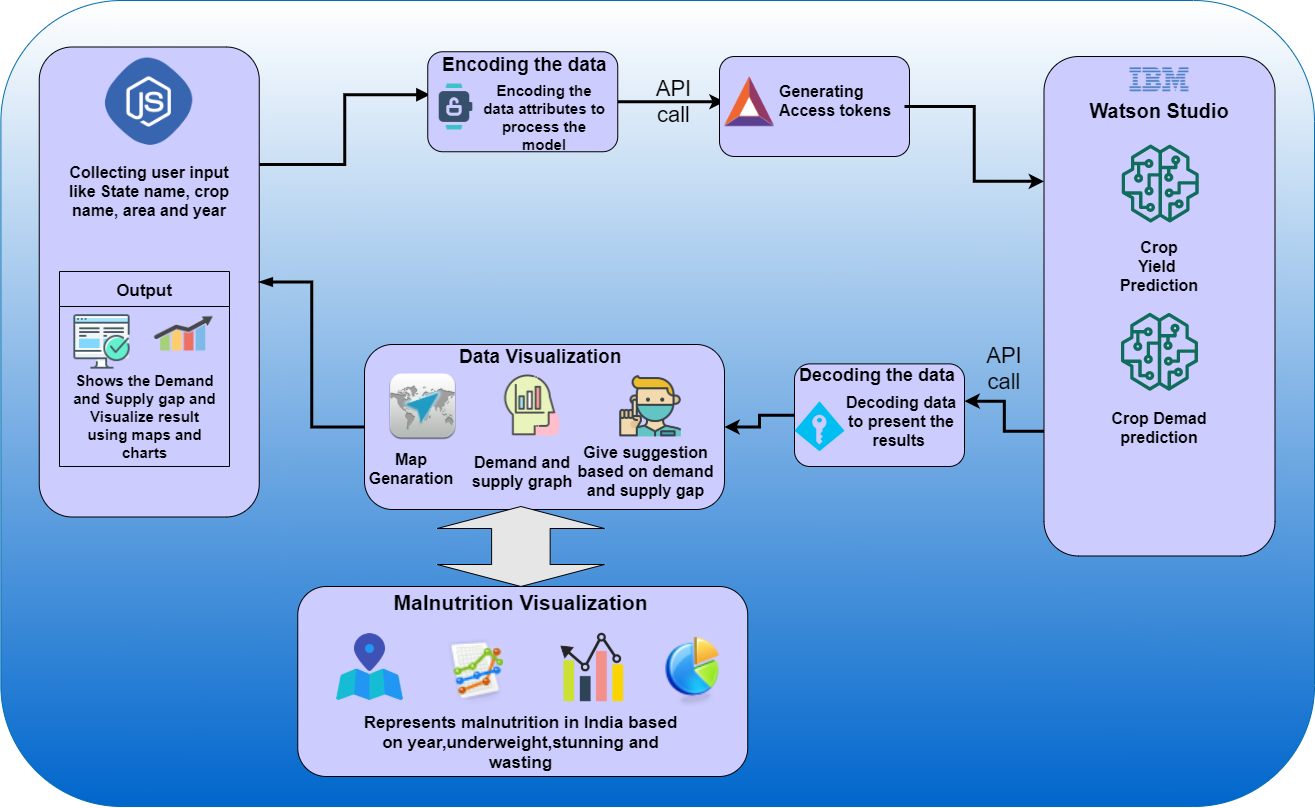 JS
Collecting user input
like State name, crop
name, area and year
Output
Shows the Demand
and Supply gap and
Visualize result
using maps and
charts
Encoding the data
Encoding the
data attributes to
process the
model
API
call
Generating
Access tokens
IBM
Watson Studio
Crop
Yield
Prediction
Crop Demad
prediction
API
call
Decoding the data
Decoding data
to present the
results
Data Visualization
Map
Genaration
Demand and
supply graph
Give suggestion
based on demand
and supply gap
Malnutrition Visualization
Represents malnutrition in India based
on year,underweight,stunning and
wasting